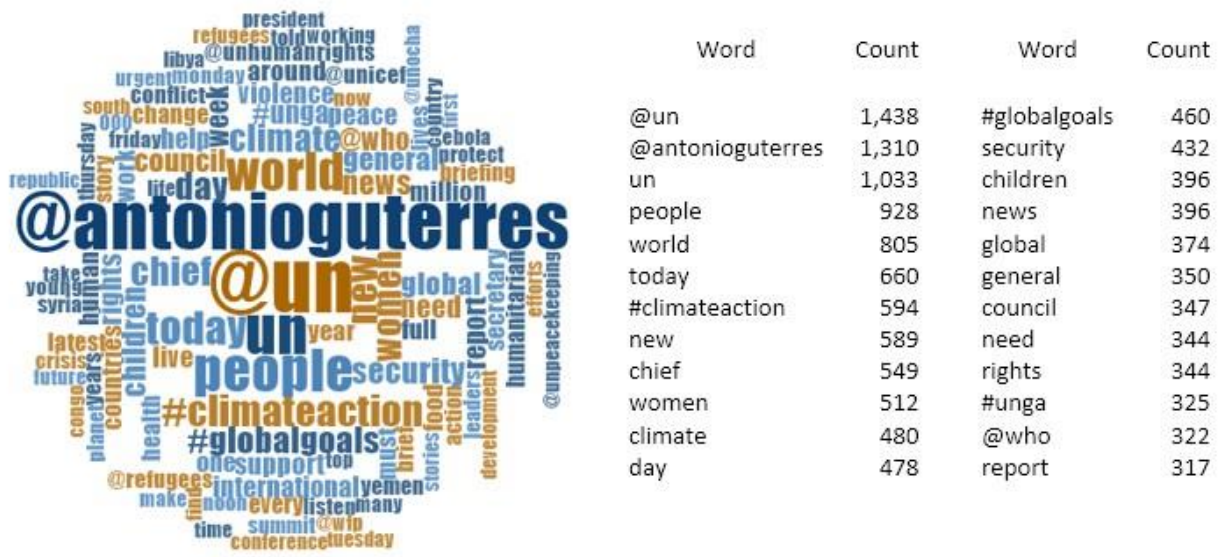 president
refugees told working
libya @unhumanrights
urgent monday around @unicef @unocha
conflict week violence now country first
south change #unga peace lives
000 friday help climate @who ebola
thursday story work council world general protect
republic life day news million briefing
@antonioguterres
take young syria human rights chief @un new women global need secretary humanitarian efforts @unpeacekeeping
latest crisis future years countries children today un year full report
live people security
congo planet health #climateaction must brief food action leaders development
#globalgoals stories
one support top
@refugees international yemen
make find noon every listen many
time summit @wfp
conference tuesday
Word Count Word Count
@un 1,438 #globalgoals 460
@antonioguterres 1,310 security 432
un 1,033 children 396
people 928 news 396
world 805 global 374
today 660 general 350
#climateaction 594 council 347
new 589 need 344
chief 549 rights 344
women 512 #unga 325
climate 480 @who 322
day 478 report 317